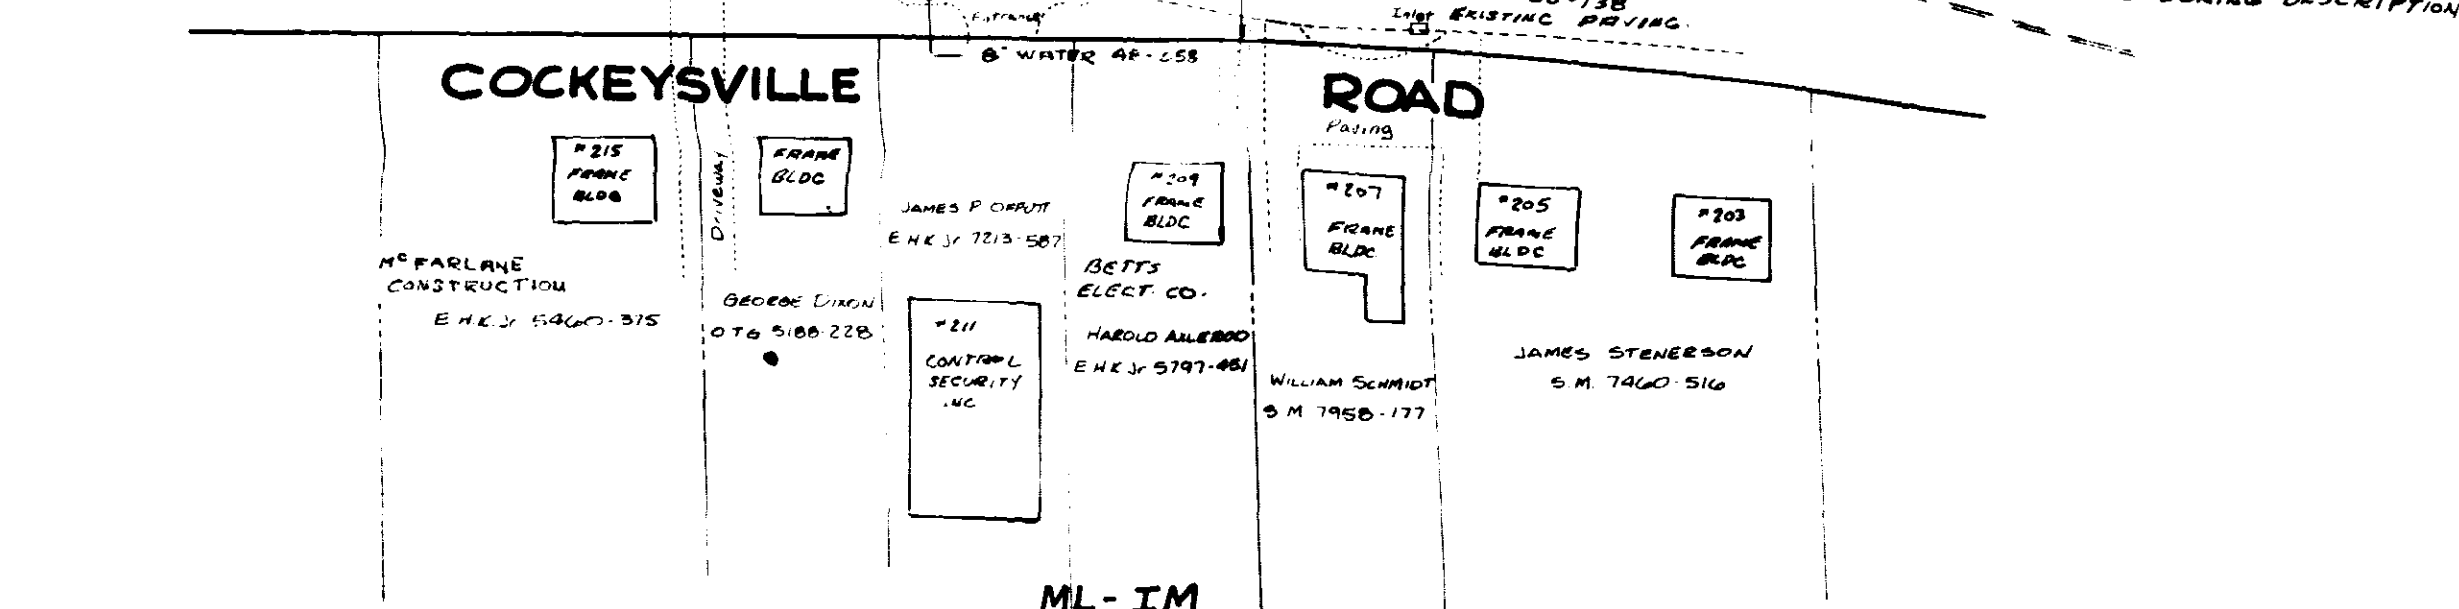 Entrance
Inlet EXISTING PAVING.
8" WATER
COCKEYSVILLE ROAD
Paving
#215
FRAME
BLDG
Driveway
FRAME
BLDG
JAMES P OFFUTT
E H K Jr 7213-587
#209
FRAME
BLDG
#207
FRAME
BLDG
#205
FRAME
BLDG
#203
FRAME
BLDG
McFARLANE
CONSTRUCTION
E H.K. Jr 5460-375
GEORGE DIXON
O T G 5188-228
#211
CONTROL
SECURITY
INC
BETTS
ELECT. CO.
HAROLD
E H K Jr 5797-451
WILLIAM SCHMIDT
S M 7958-177
JAMES STENERSON
S.M. 7460-516
ML-IM